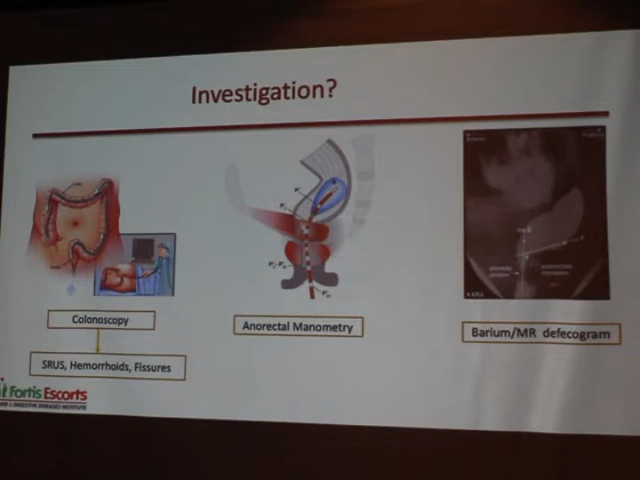 Investigation?
Colonoscopy
SRUS, Hemorrhoids, Fissures
Anorectal Manometry
Barium/MR defecogram
Fortis Escorts